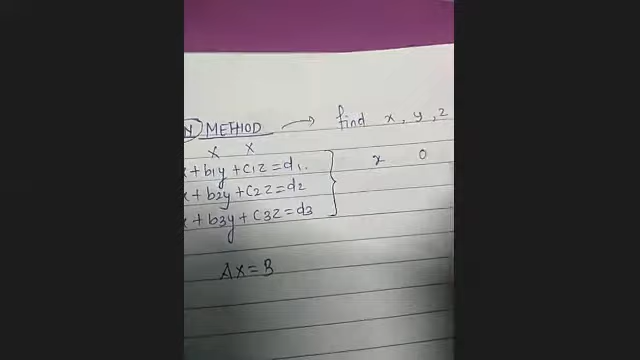 METHOD → find x, y, z
x x
x + b1y + c1z = d1.
x 0
x + b2y + c2z = d2
x + b3y + c3z = d3
AX = B